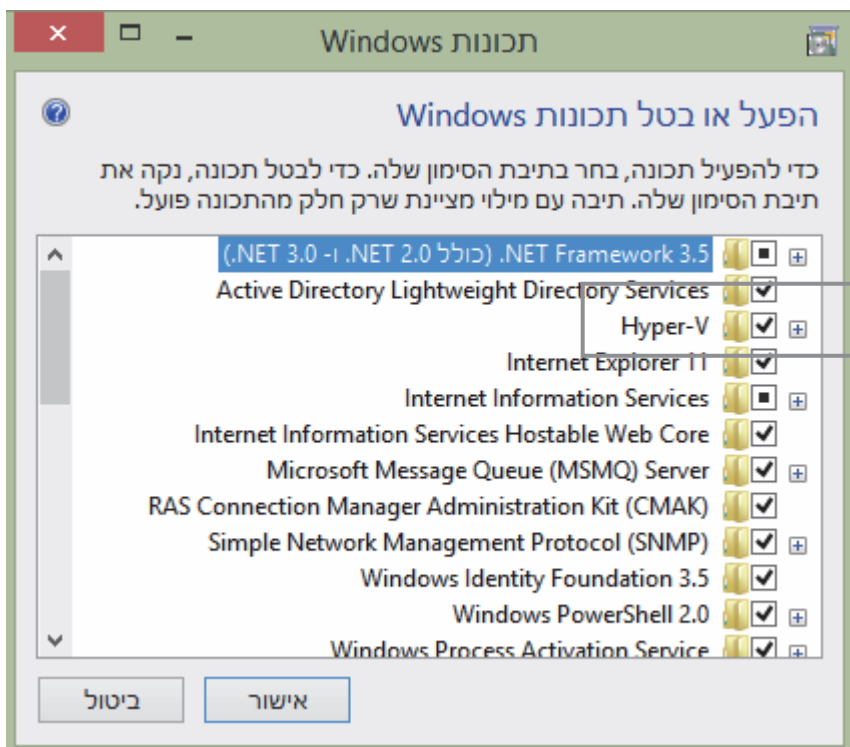 תכונות Windows
הפעל או בטל תכונות Windows
כדי להפעיל תכונה, בחר בתיבת הסימון שלה. כדי לבטל תכונה, נקה את
תיבת הסימון שלה. תיבה עם מילוי מציינת שרק חלק מהתכונה פועל.
.NET Framework 3.5 (כולל .NET 2.0 ו- .NET 3.0)
Active Directory Lightweight Directory Services
Hyper-V
Internet Explorer 11
Internet Information Services
Internet Information Services Hostable Web Core
Microsoft Message Queue (MSMQ) Server
RAS Connection Manager Administration Kit (CMAK)
Simple Network Management Protocol (SNMP)
Windows Identity Foundation 3.5
Windows PowerShell 2.0
Windows Process Activation Service
אישור
ביטול